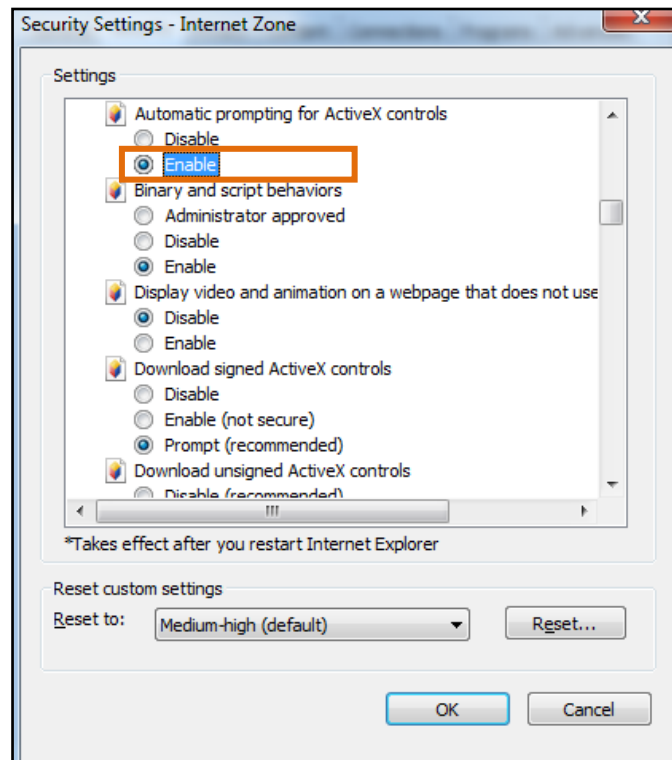 Security Settings - Internet Zone
Settings
Automatic prompting for ActiveX controls
Disable
Enable
Binary and script behaviors
Administrator approved
Disable
Enable
Display video and animation on a webpage that does not use
Disable
Enable
Download signed ActiveX controls
Disable
Enable (not secure)
Prompt (recommended)
Download unsigned ActiveX controls
Disable (recommended)
*Takes effect after you restart Internet Explorer
Reset custom settings
Reset to:
Medium-high (default)
Reset...
OK
Cancel